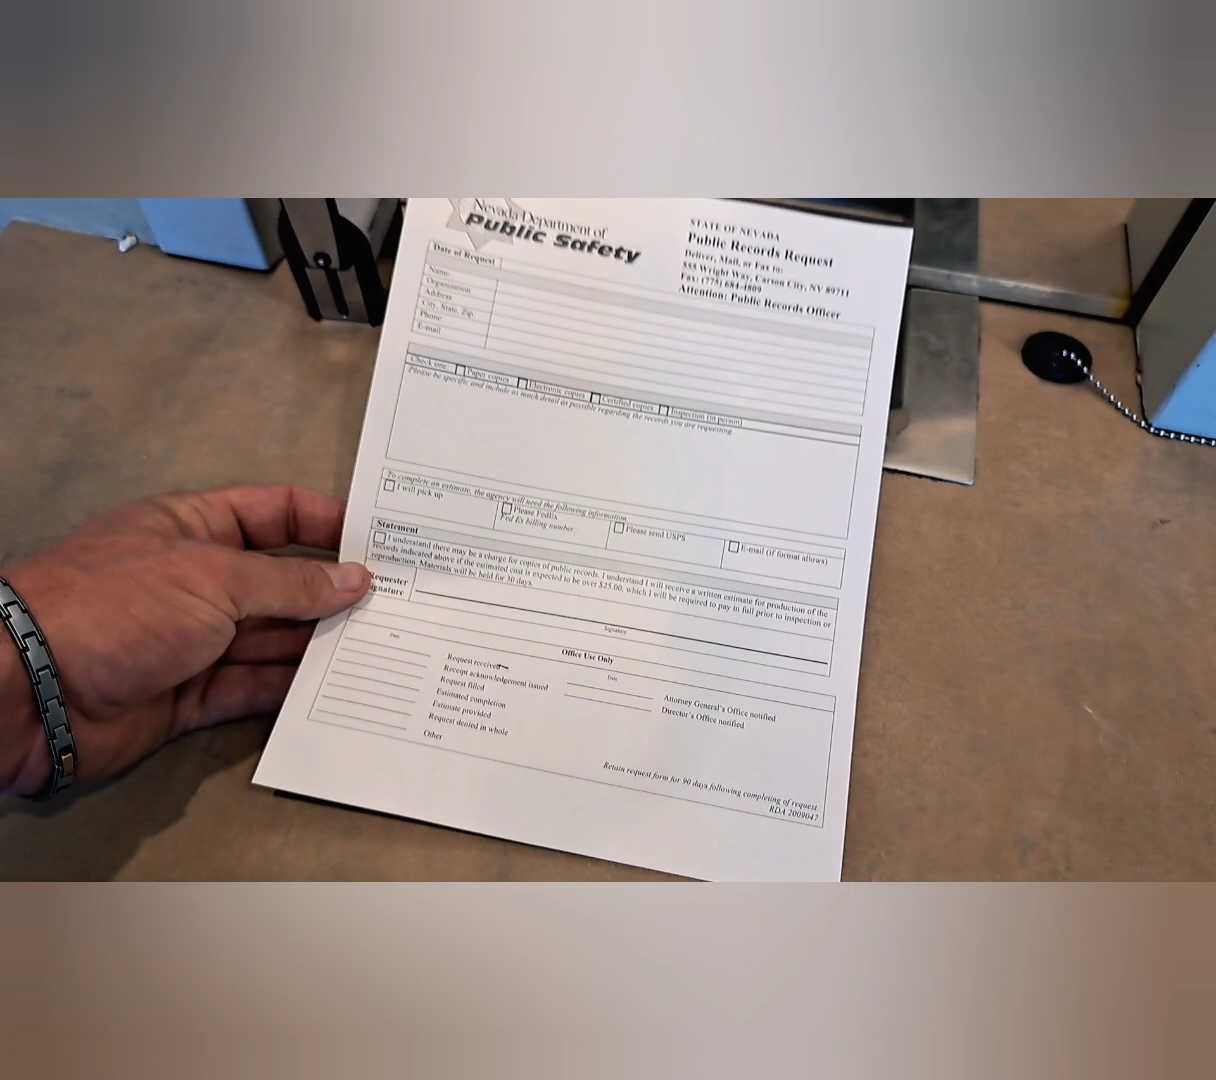 Nevada Department of
Public Safety
STATE OF NEVADA
Public Records Request
Deliver, Mail, or Fax to:
555 Wright Way, Carson City, NV 89711
Fax: (775) 684-4809
Attention: Public Records Officer
Date of Request
Name
Organization
Address
City, State, Zip
Phone
E-mail
Check one: Paper copies Electronic copies Certified copies Inspection (in person)
Please be specific and include as much detail as possible regarding the records you are requesting.
To complete an estimate, the agency will need the following information
I will pick up
Please FedEx
Fed Ex billing number:
Please send USPS
E-mail (if format allows)
Statement
I understand there may be a charge for copies of public records. I understand I will receive a written estimate for production of the
records indicated above if the estimated cost is expected to be over $25.00, which I will be required to pay in full prior to inspection or
reproduction. Materials will be held for 30 days.
Requester
Signature
Signature
Office Use Only
Date
Request received
Receipt acknowledgement issued
Request filled
Estimated completion
Estimate provided
Request denied in whole
Other
Date
Attorney General's Office notified
Director's Office notified
Retain request form for 90 days following completing of request.
RDA 2009047